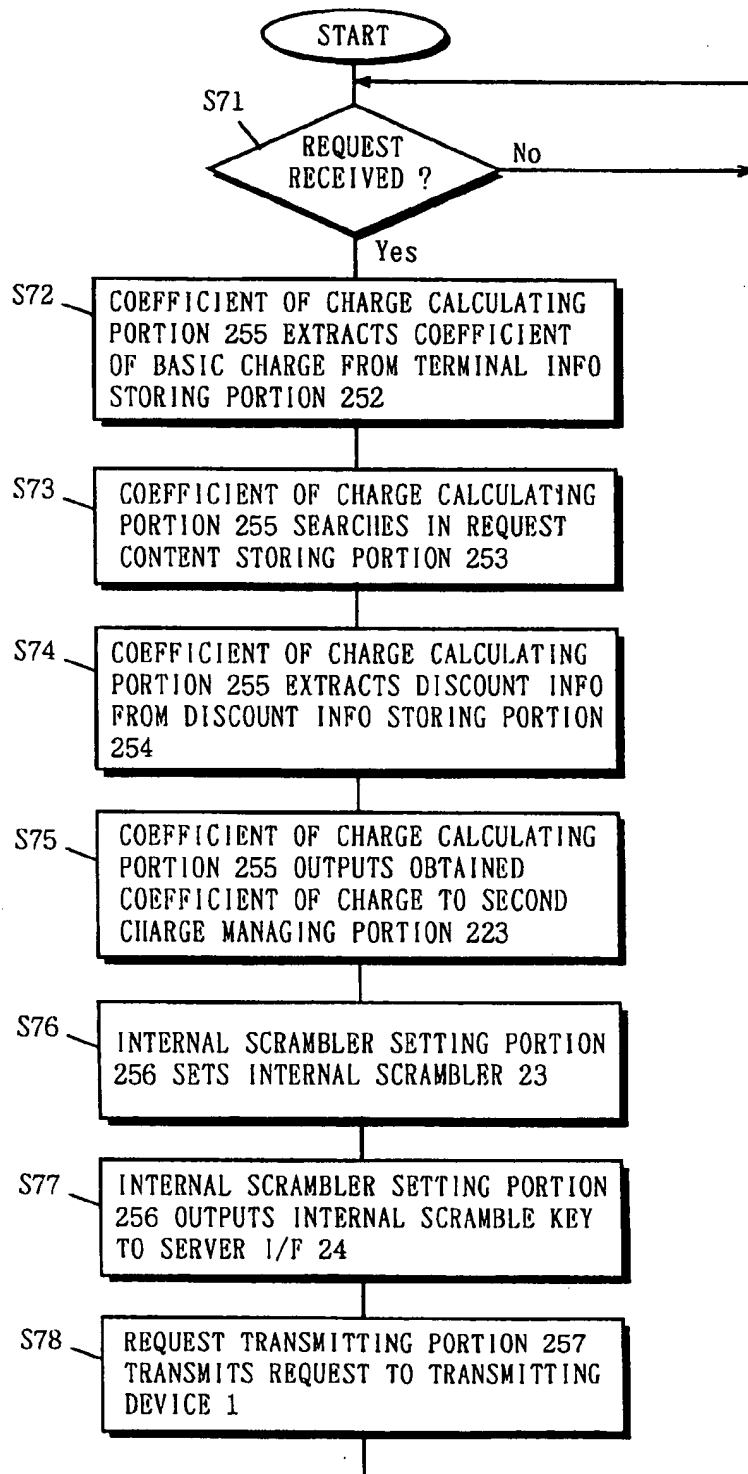 START
S71
REQUEST
RECEIVED ?
No
Yes
S72
COEFFICIENT OF CHARGE CALCULATING
PORTION 255 EXTRACTS COEFFICIENT
OF BASIC CHARGE FROM TERMINAL INFO
STORING PORTION 252
S73
COEFFICIENT OF CHARGE CALCULATING
PORTION 255 SEARCHES IN REQUEST
CONTENT STORING PORTION 253
S74
COEFFICIENT OF CHARGE CALCULATING
PORTION 255 EXTRACTS DISCOUNT INFO
FROM DISCOUNT INFO STORING PORTION
254
S75
COEFFICIENT OF CHARGE CALCULATING
PORTION 255 OUTPUTS OBTAINED
COEFFICIENT OF CHARGE TO SECOND
CHARGE MANAGING PORTION 223
S76
INTERNAL SCRAMBLER SETTING PORTION
256 SETS INTERNAL SCRAMBLER 23
S77
INTERNAL SCRAMBLER SETTING PORTION
256 OUTPUTS INTERNAL SCRAMBLE KEY
TO SERVER I/F 24
S78
REQUEST TRANSMITTING PORTION 257
TRANSMITS REQUEST TO TRANSMITTING
DEVICE 1